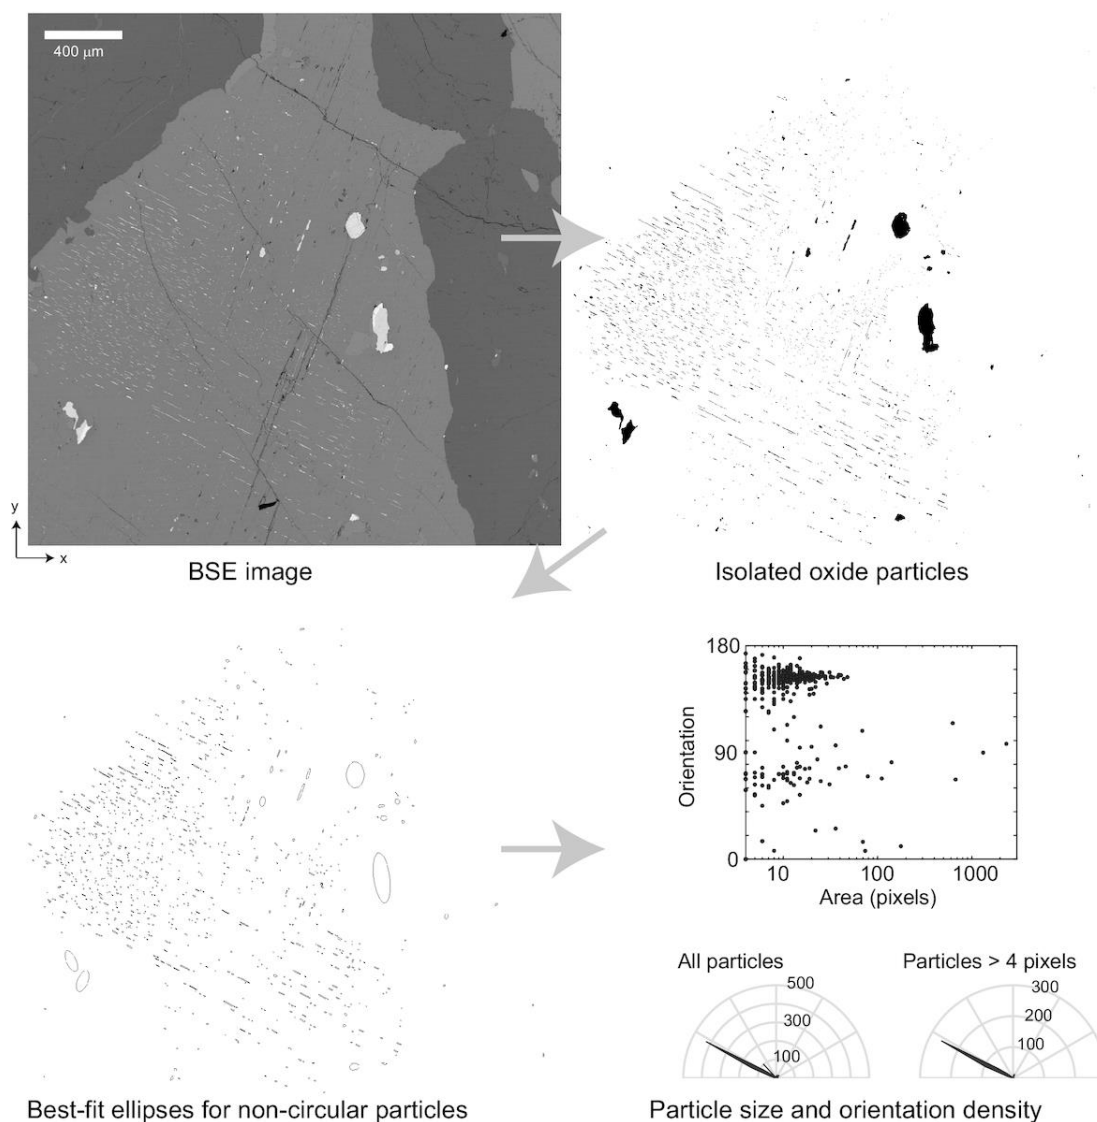 400 µm
y
x
BSE image
Isolated oxide particles
180
90
0
Orientation
10
100
1000
Area (pixels)
All particles
500
300
100
Particles > 4 pixels
300
200
100
Best-fit ellipses for non-circular particles
Particle size and orientation density